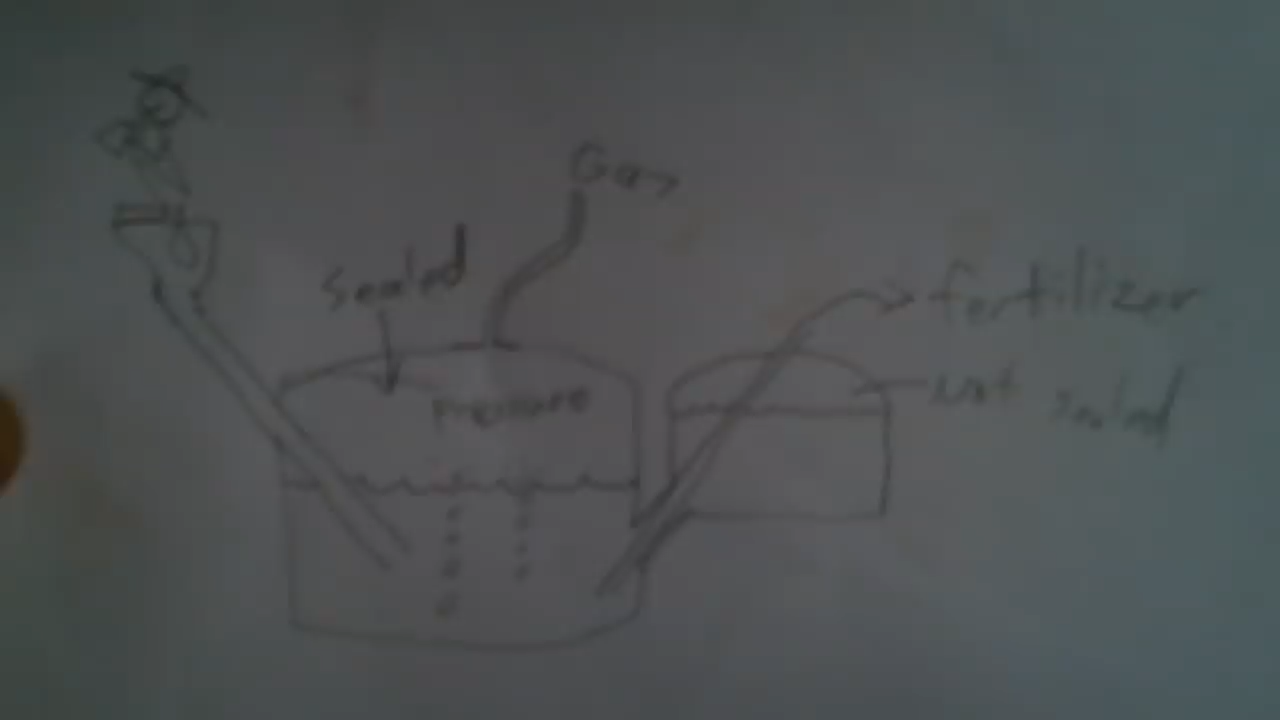 Gas
Sealed
fertilizer
Pressure
Not sealed